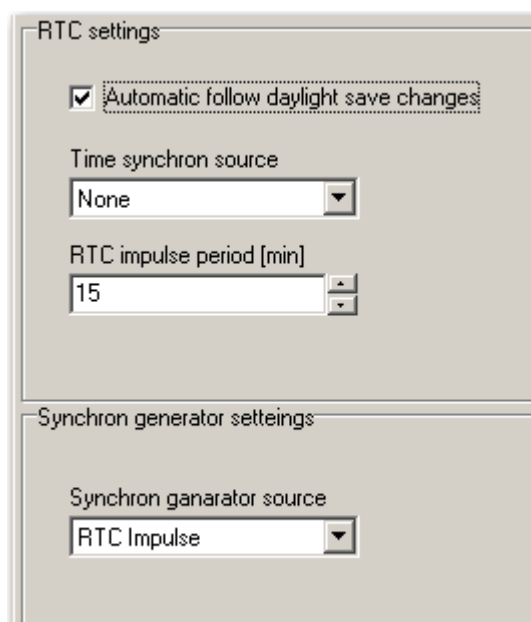 RTC settings
Automatic follow daylight save changes
Time synchron source
None
RTC impulse period [min]
15
Synchron generator setteings
Synchron ganarator source
RTC Impulse